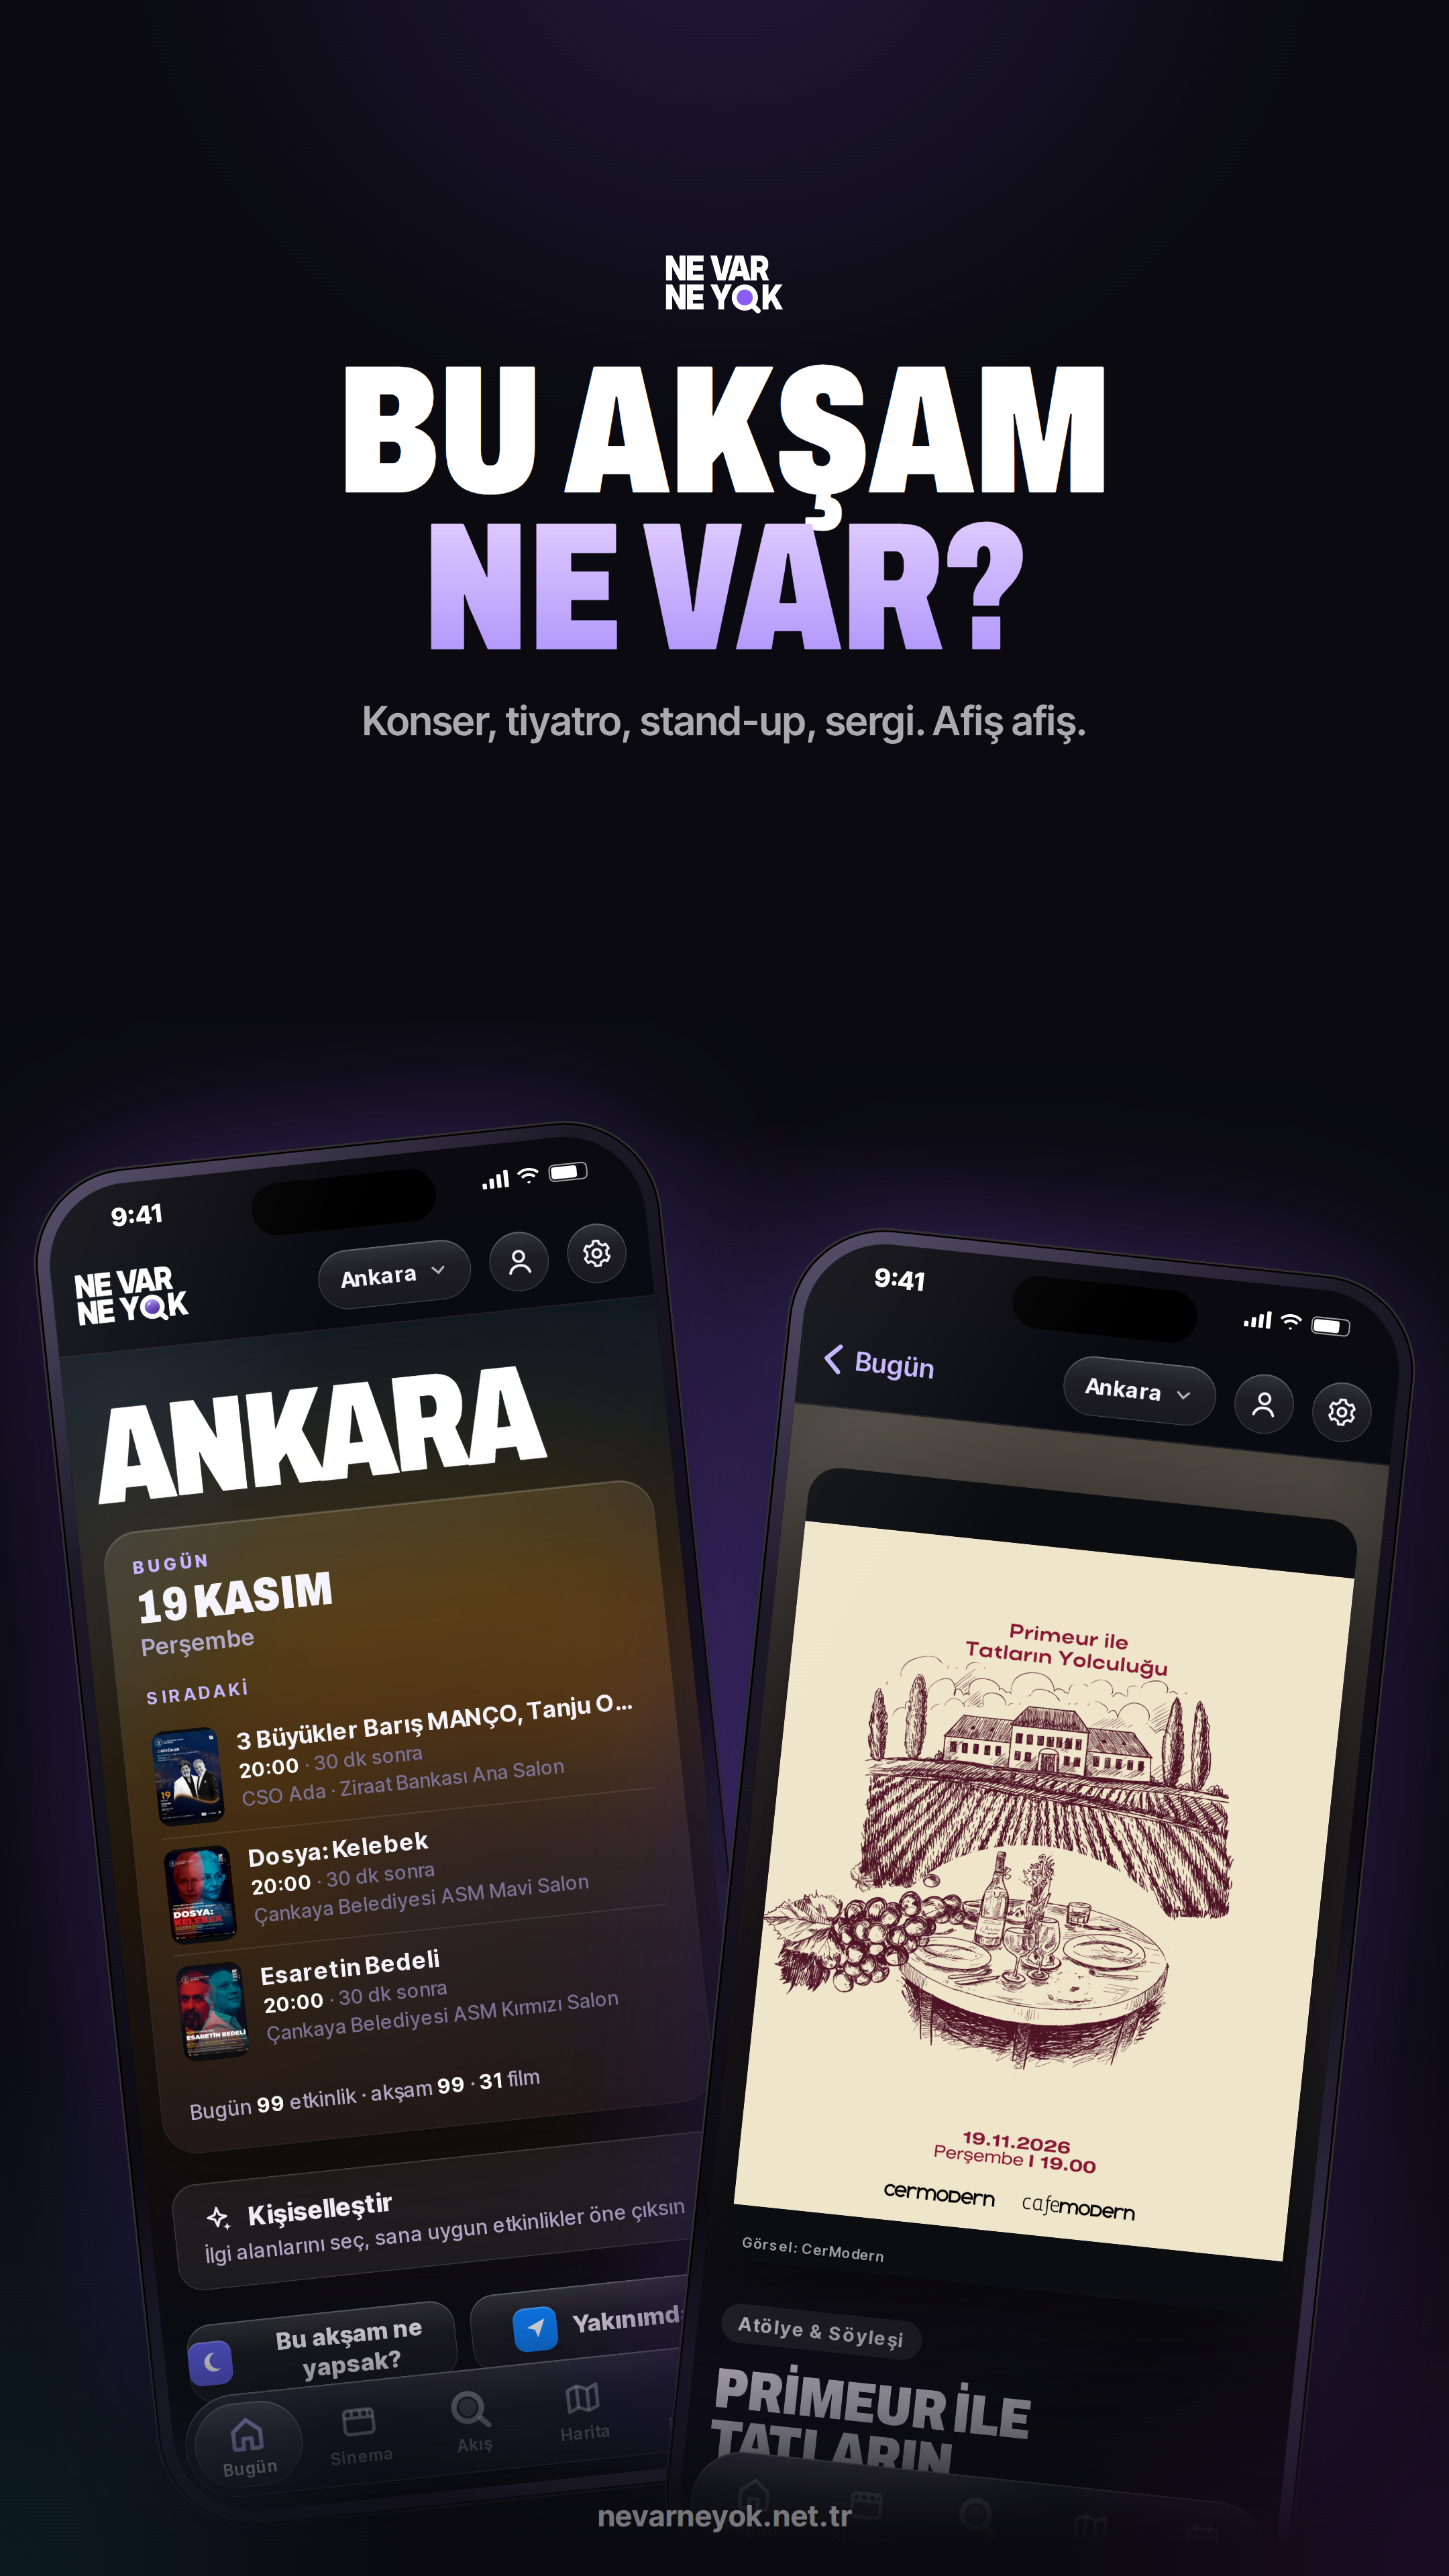 NE VAR
NE YOK
BU AKŞAM
NE VAR?
Konser, tiyatro, stand-up, sergi. Afiş afiş.
9:41
NE VAR
NE YOK
Ankara
ANKARA
BUGÜN
19 KASIM
Perşembe
SIRADAKİ
3 Büyükler Barış MANÇO, Tanju O...
20:00 · 30 dk sonra
CSO Ada · Ziraat Bankası Ana Salon
Dosya: Kelebek
20:00 · 30 dk sonra
Çankaya Belediyesi ASM Mavi Salon
DOSYA:
KELEBEK
Esaretin Bedeli
20:00 · 30 dk sonra
Çankaya Belediyesi ASM Kırmızı Salon
ESARETİN BEDELİ
Bugün 99 etkinlik · akşam 99 · 31 film
Kişiselleştir
İlgi alanlarını seç, sana uygun etkinlikler öne çıksın
Bu akşam ne
yapsak?
Yakınımd
Bugün
Sinema
Akış
Harita
9:41
Bugün
Ankara
Primeur ile
Tatların Yolculuğu
19.11.2026
Perşembe I 19.00
cermodern
cafemodern
Görsel: CerModern
Atölye & Söyleşi
PRİMEUR İLE
TATLARIN
nevarneyok.net.tr